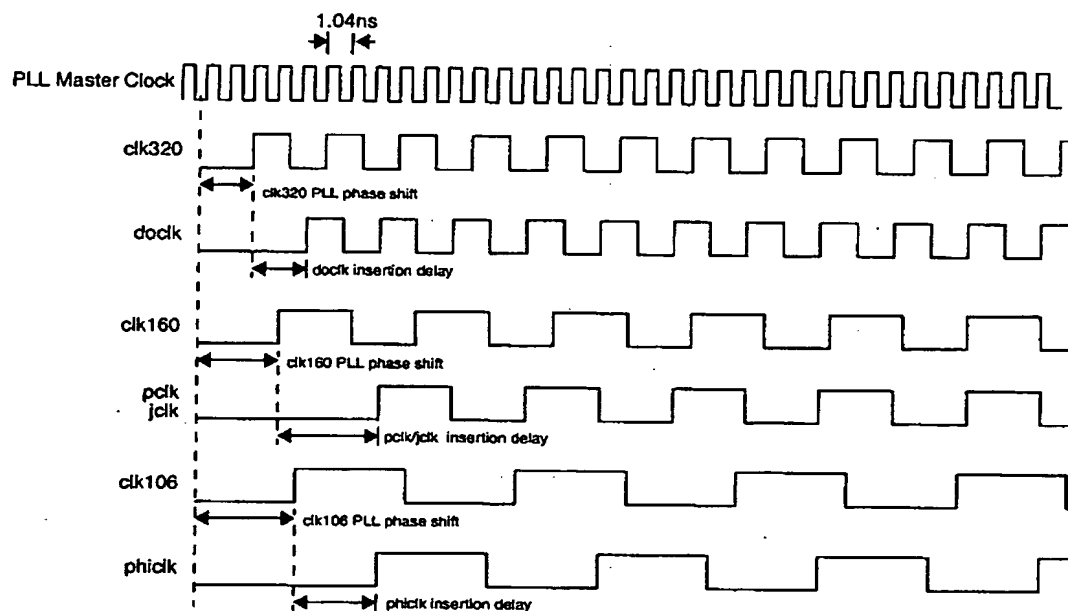 1.04ns
PLL Master Clock
clk320
clk320 PLL phase shift
doclk
doclk insertion delay
clk160
clk160 PLL phase shift
pclk
jclk
pclk/jclk insertion delay
clk106
clk106 PLL phase shift
phiclk
phiclk insertion delay